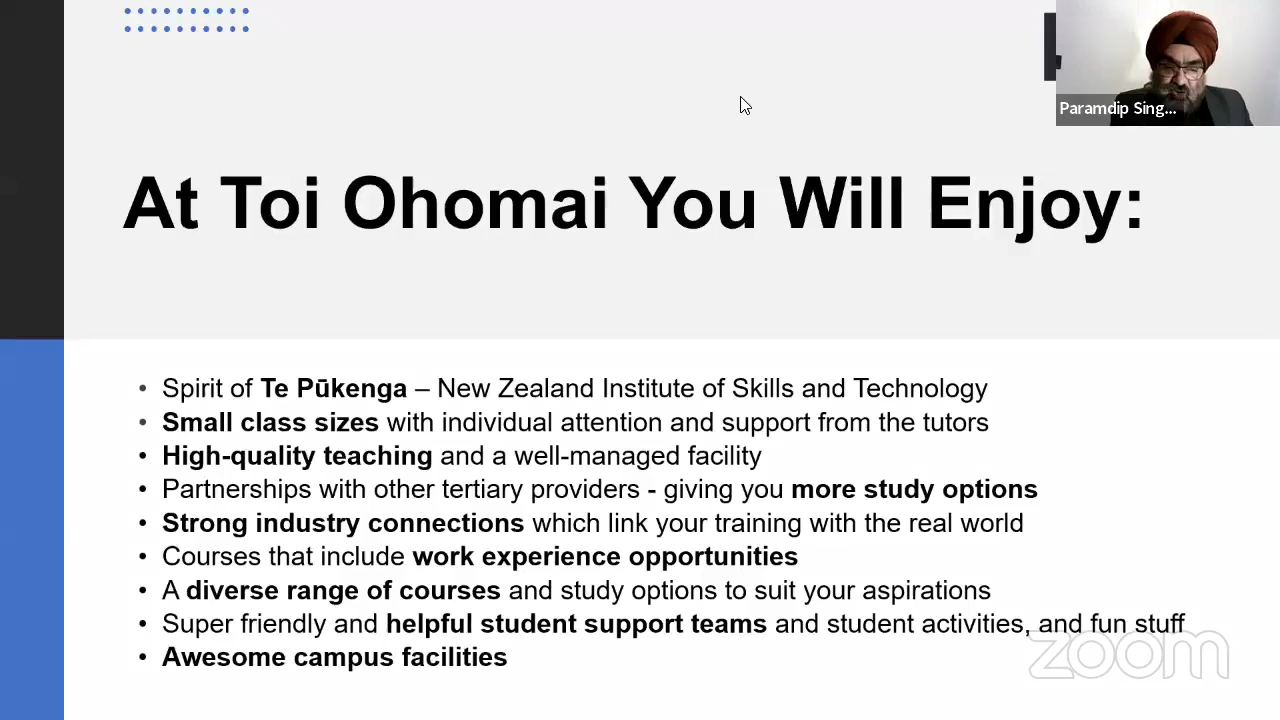 Paramdip Sing...
At Toi Ohomai You Will Enjoy:
• Spirit of Te Pūkenga – New Zealand Institute of Skills and Technology
• Small class sizes with individual attention and support from the tutors
• High-quality teaching and a well-managed facility
• Partnerships with other tertiary providers - giving you more study options
• Strong industry connections which link your training with the real world
• Courses that include work experience opportunities
• A diverse range of courses and study options to suit your aspirations
• Super friendly and helpful student support teams and student activities, and fun stuff
• Awesome campus facilities
zoom